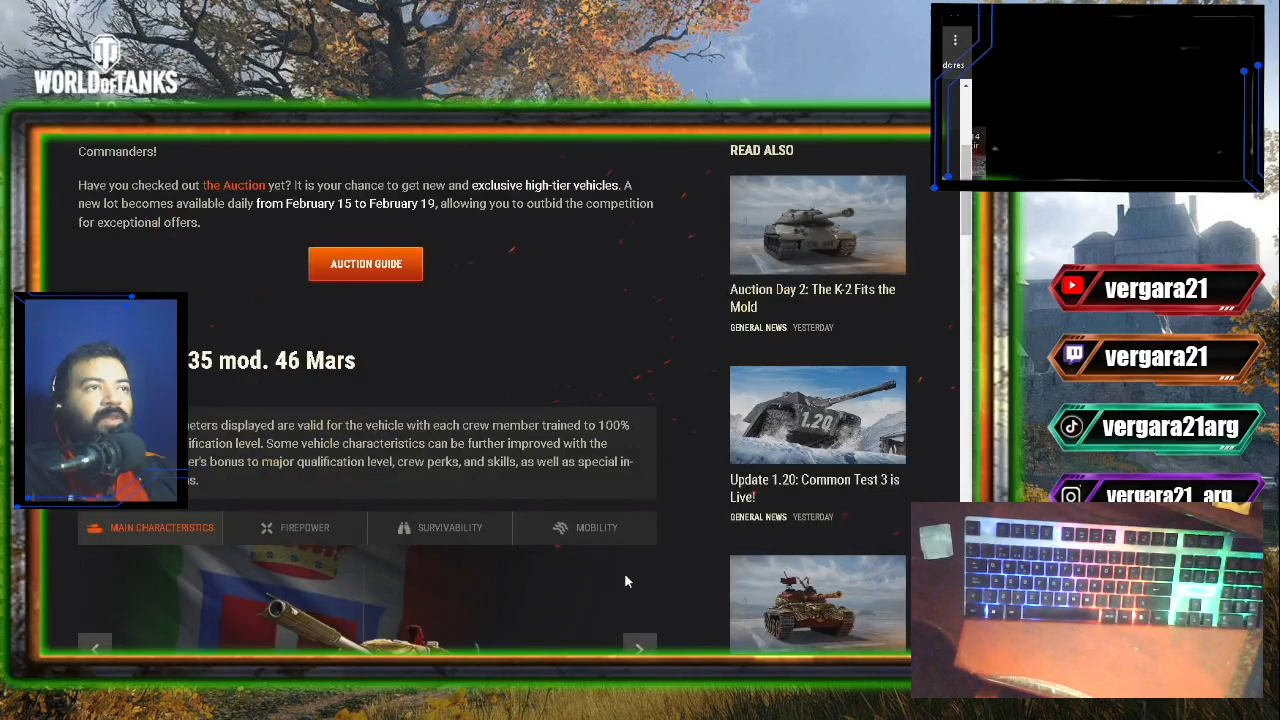 WORLD OF TANKS
dores
Commanders!
Have you checked out the Auction yet? It is your chance to get new and exclusive high-tier vehicles. A
new lot becomes available daily from February 15 to February 19, allowing you to outbid the competition
for exceptional offers.
AUCTION GUIDE
35 mod. 46 Mars
eters displayed are valid for the vehicle with each crew member trained to 100%
ification level. Some vehicle characteristics can be further improved with the
er's bonus to major qualification level, crew perks, and skills, as well as special in-
s.
MAIN CHARACTERISTICS
FIREPOWER
SURVIVABILITY
MOBILITY
READ ALSO
Auction Day 2: The K-2 Fits the
Mold
GENERAL NEWS YESTERDAY
1.20
Update 1.20: Common Test 3 is
Live!
GENERAL NEWS YESTERDAY
vergara21
vergara21
vergara21arg
vergara21_arg